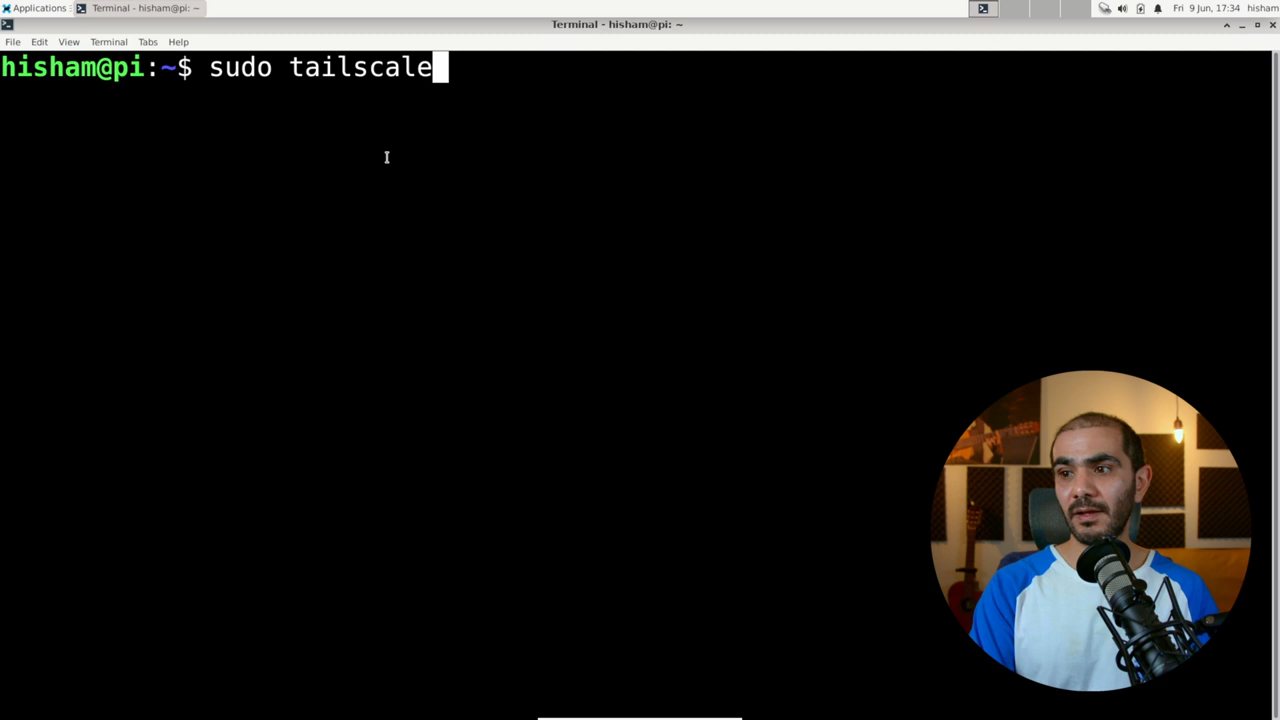 Applications
Terminal - hisham@pi: ~
Fri 9 Jun, 17:34 hisham
Terminal - hisham@pi: ~
File Edit View Terminal Tabs Help
hisham@pi:~$ sudo tailscale